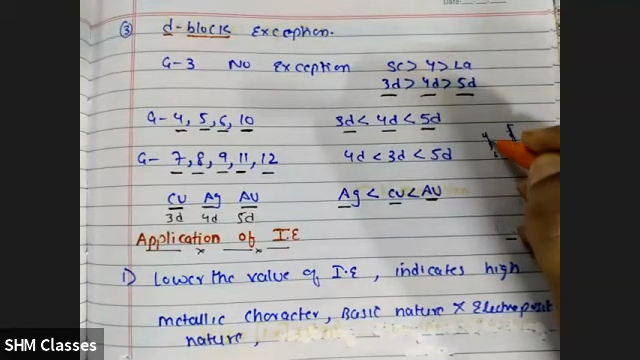 Date:
③ d-block Exception.
G-3 No Exception Sc > Y > La
3d > 4d > 5d
G- 4, 5, 6, 10 3d < 4d < 5d
G- 7, 8, 9, 11, 12 4d < 3d < 5d
Cu Ag Au Ag < Cu < Au
3d 4d 5d
Application of I.E
1) Lower the value of I.E, indicates high
metallic character, Basic nature × Electroposit
nature,
SHM Classes